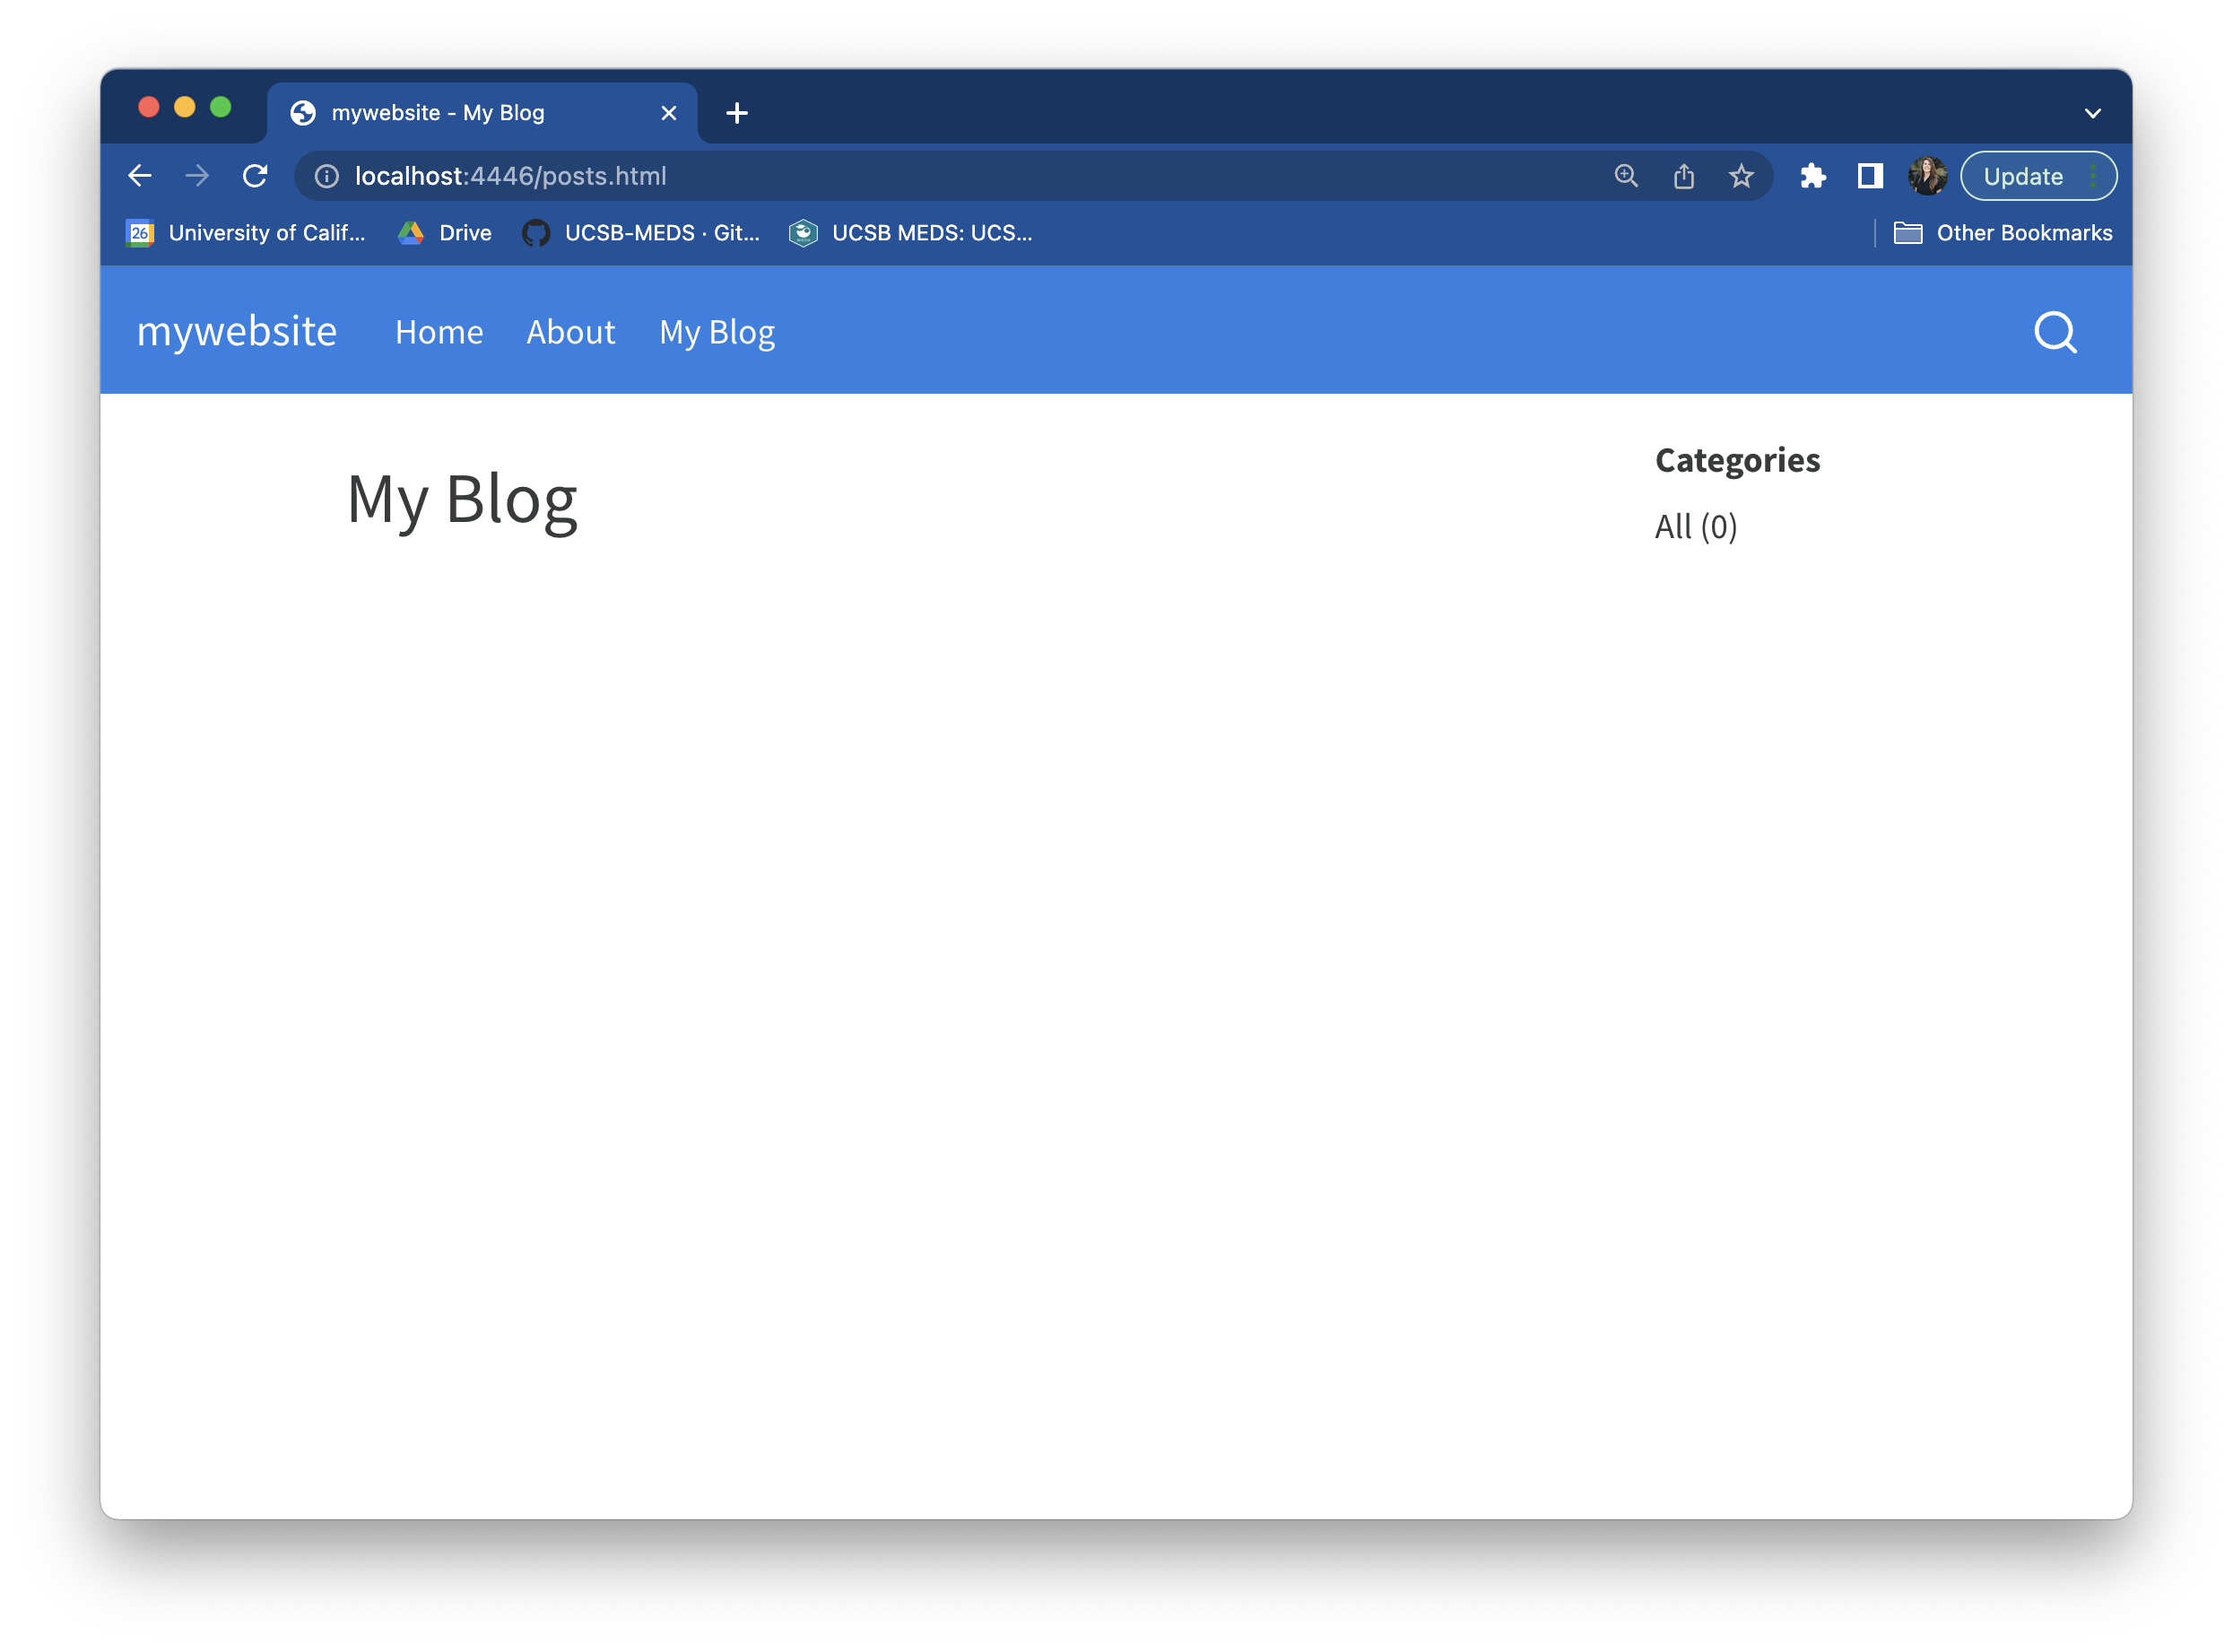 mywebsite - My Blog
localhost:4446/posts.html
Update
26
University of Calif...
Drive
UCSB-MEDS · Git...
UCSB MEDS: UCS...
Other Bookmarks
mywebsite Home About My Blog
My Blog
Categories
All (0)